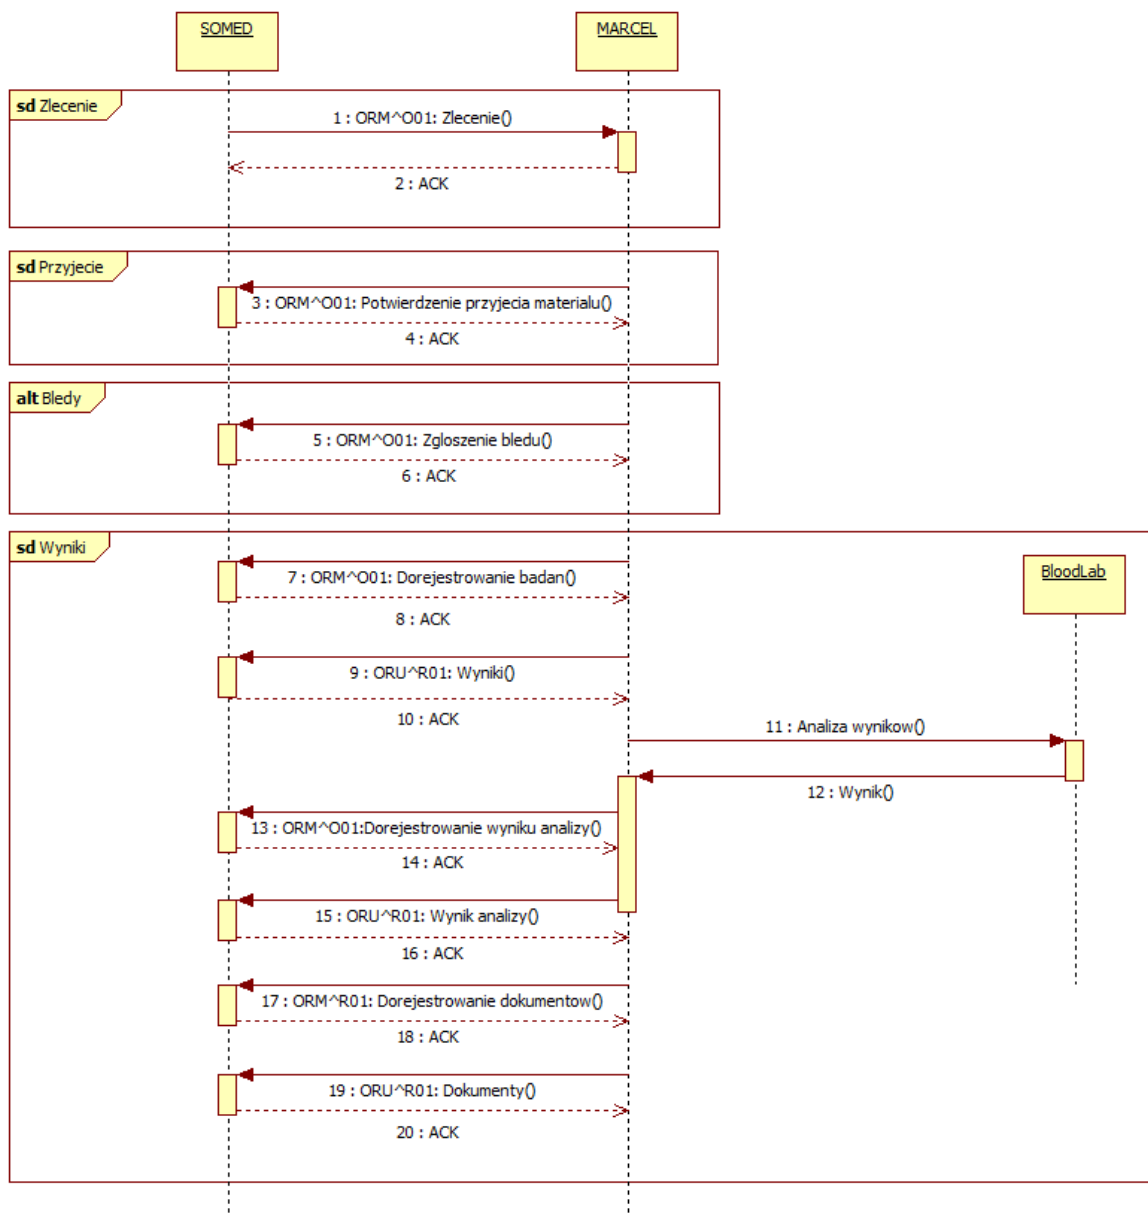 SOMED
MARCEL
sd Zlecenie
1 : ORM^O01: Zlecenie()
2 : ACK
sd Przyjecie
3 : ORM^O01: Potwierdzenie przyjecia materialu()
4 : ACK
alt Bledy
5 : ORM^O01: Zgloszenie bledu()
6 : ACK
sd Wyniki
BloodLab
7 : ORM^O01: Dorejestrowanie badan()
8 : ACK
9 : ORU^R01: Wyniki()
10 : ACK
11 : Analiza wynikow()
12 : Wynik()
13 : ORM^O01:Dorejestrowanie wyniku analizy()
14 : ACK
15 : ORU^R01: Wynik analizy()
16 : ACK
17 : ORM^R01: Dorejestrowanie dokumentow()
18 : ACK
19 : ORU^R01: Dokumenty()
20 : ACK